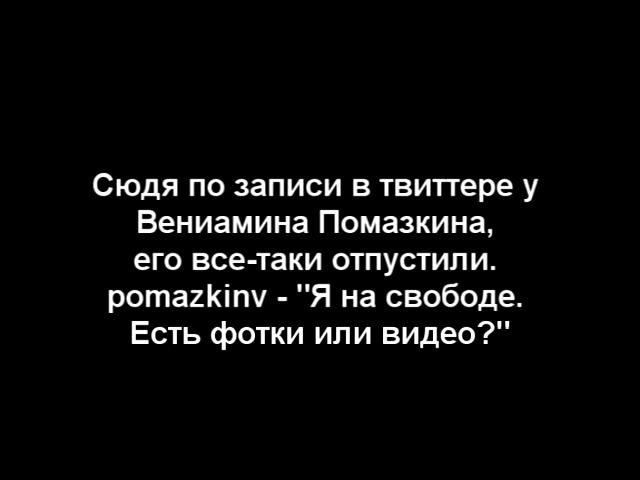 Сюдя по записи в твиттере у
Вениамина Помазкина,
его все-таки отпустили.
pomazkinv - "Я на свободе.
Есть фотки или видео?"